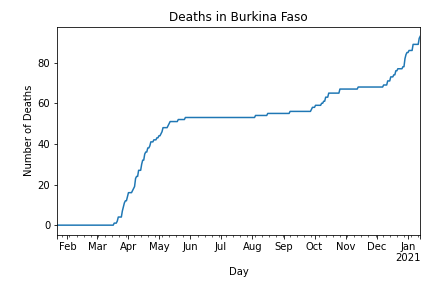 Deaths in Burkina Faso
Number of Deaths
80
60
40
20
0
Feb Mar Apr May Jun Jul Aug Sep Oct Nov Dec Jan
2021
Day